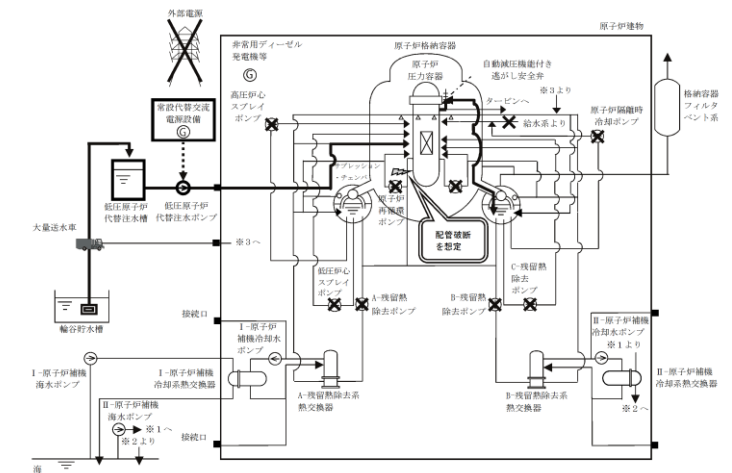 外部電源
原子炉建物
非常用ディーゼル
発電機等
G
原子炉格納容器
原子炉
圧力容器
自動減圧機能付き
逃がし安全弁
高圧炉心
スプレイ
ポンプ
タービンへ
※3より
給水系より
原子炉隔離時
冷却ポンプ
格納容器
フィルタ
ベント系
常設代替交流
電源設備
G
サプレッション
・チェンバ
低圧原子炉
代替注水槽
低圧原子炉
代替注水ポンプ
原子炉
再循環
ポンプ
配管破断
を想定
大量送水車
※3へ
低圧炉心
スプレイ
ポンプ
A-残留熱
除去ポンプ
B-残留熱
除去ポンプ
C-残留熱
除去
ポンプ
輪谷貯水槽
接続口
Ⅰ-原子炉
補機冷却水
ポンプ
Ⅱ-原子炉補機
冷却水ポンプ
※1より
Ⅰ-原子炉補機
海水ポンプ
Ⅰ-原子炉補機
冷却系熱交換器
Ⅱ-原子炉補機
冷却系熱交換器
A-残留熱除去系
熱交換器
B-残留熱除去系
熱交換器
※2へ
Ⅱ-原子炉補機
海水ポンプ
※1へ
※2より
接続口
海